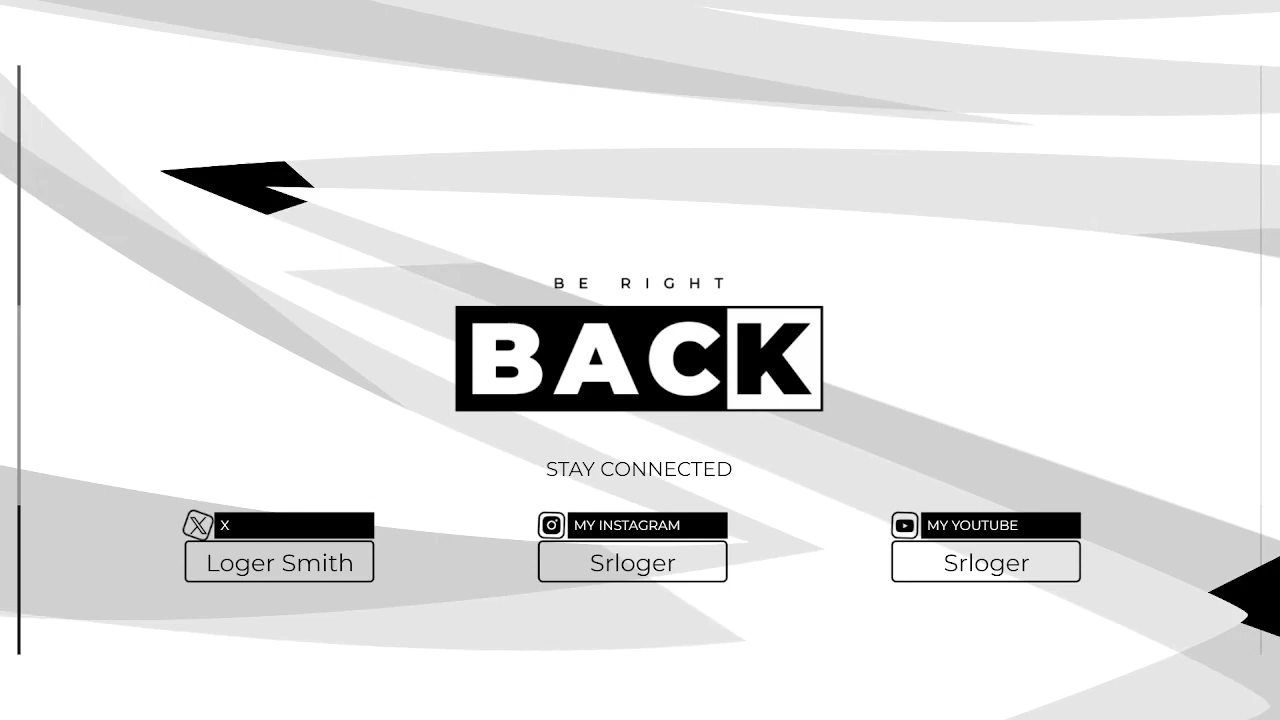 BE RIGHT
BACK
STAY CONNECTED
X
Loger Smith
MY INSTAGRAM
Srloger
MY YOUTUBE
Srloger